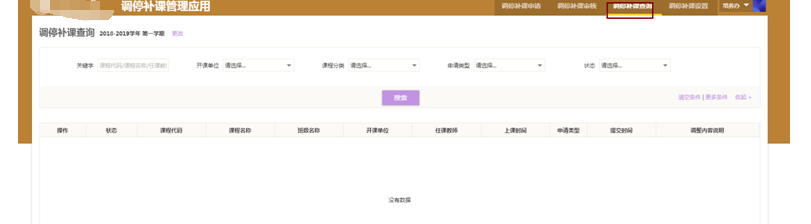 调停补课管理应用 调停补课申请 调停补课审核 调停补课查询 调停补课设置 培养办
调停补课查询 2018-2019学年 第一学期 更改
关键字 课程代码/课程名称/任课教 开课单位 请选择... 课程分类 请选择... 申请类型 请选择... 状态 请选择...
搜索 清空条件 | 更多条件 收起
操作 状态 课程代码 课程名称 班级名称 开课单位 任课教师 上课时间 申请类型 提交时间 调整内容说明
没有数据